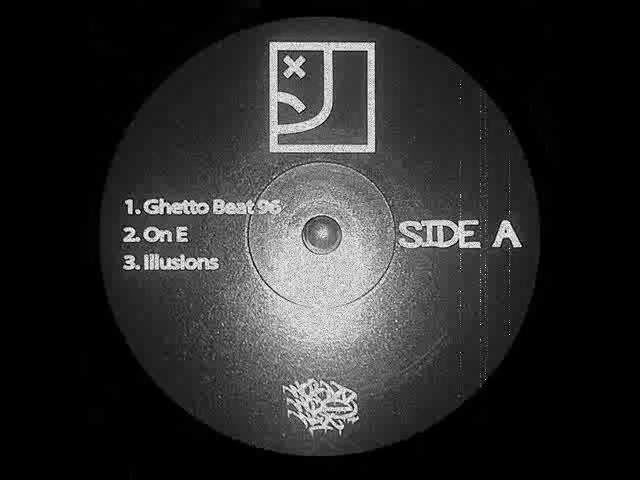 1. Ghetto Beat 96
2. On E
3. Illusions
SIDE A